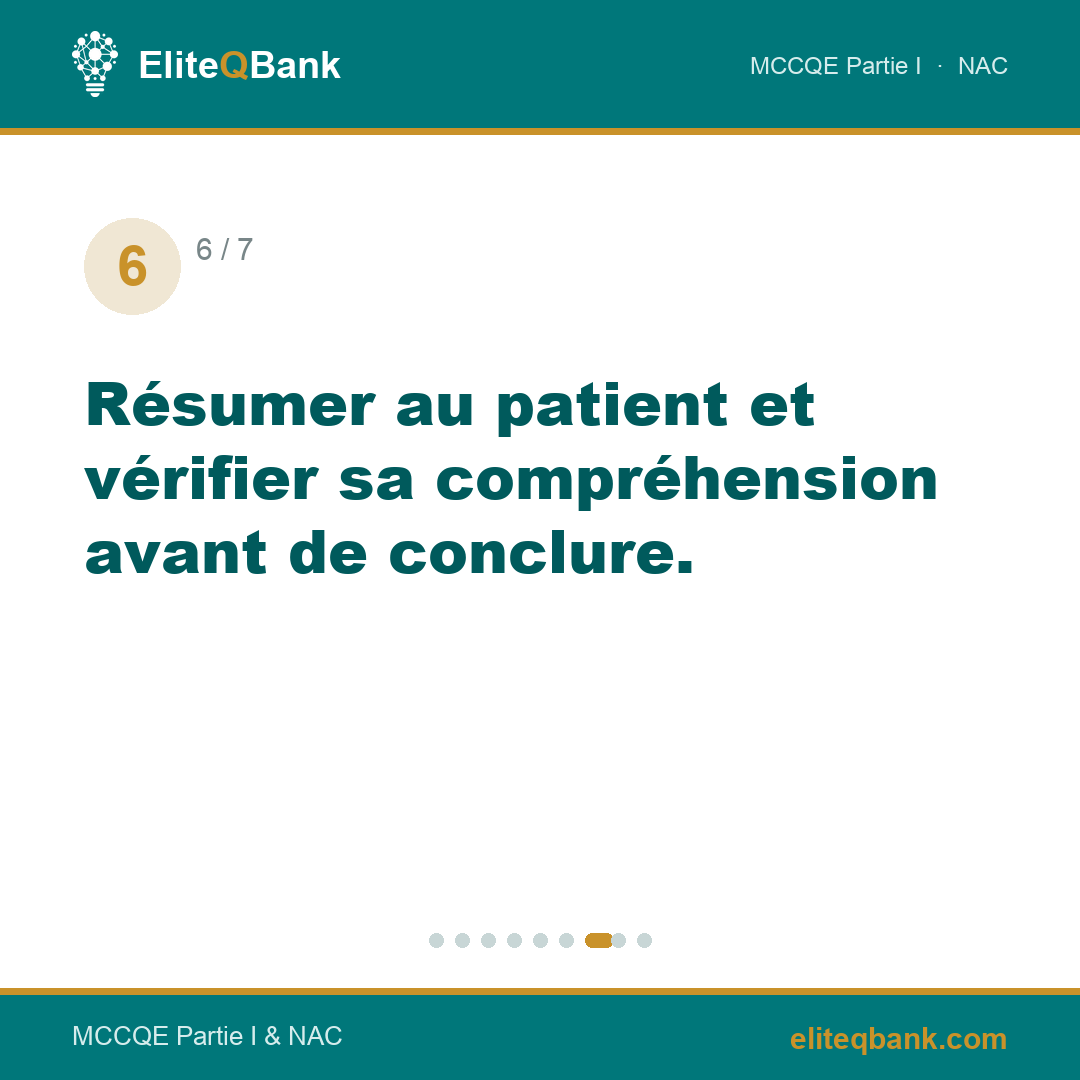 EliteQBank
MCCQE Partie I · NAC
6
6 / 7
Résumer au patient et
vérifier sa compréhension
avant de conclure.
MCCQE Partie I & NAC
eliteqbank.com